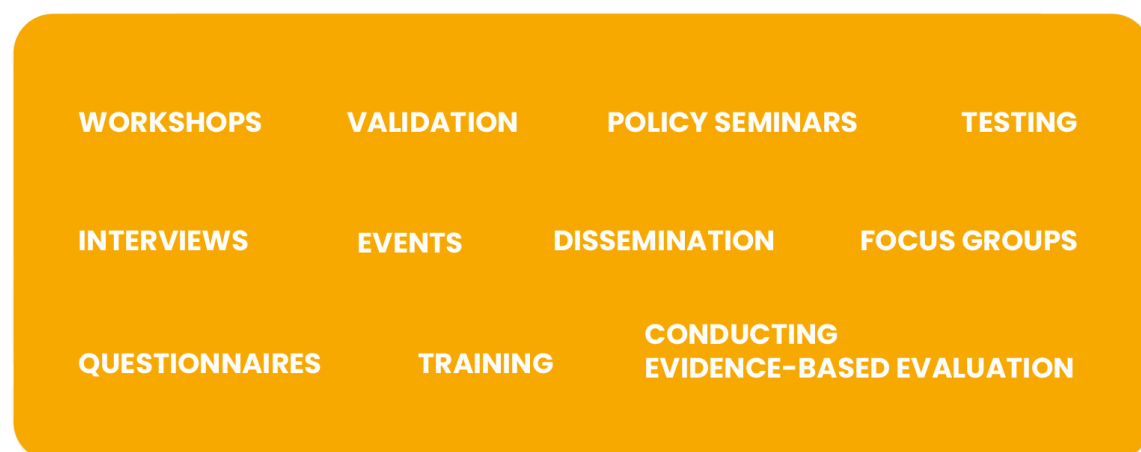 WORKSHOPS VALIDATION POLICY SEMINARS TESTING
INTERVIEWS EVENTS DISSEMINATION FOCUS GROUPS
QUESTIONNAIRES TRAINING CONDUCTING
EVIDENCE-BASED EVALUATION